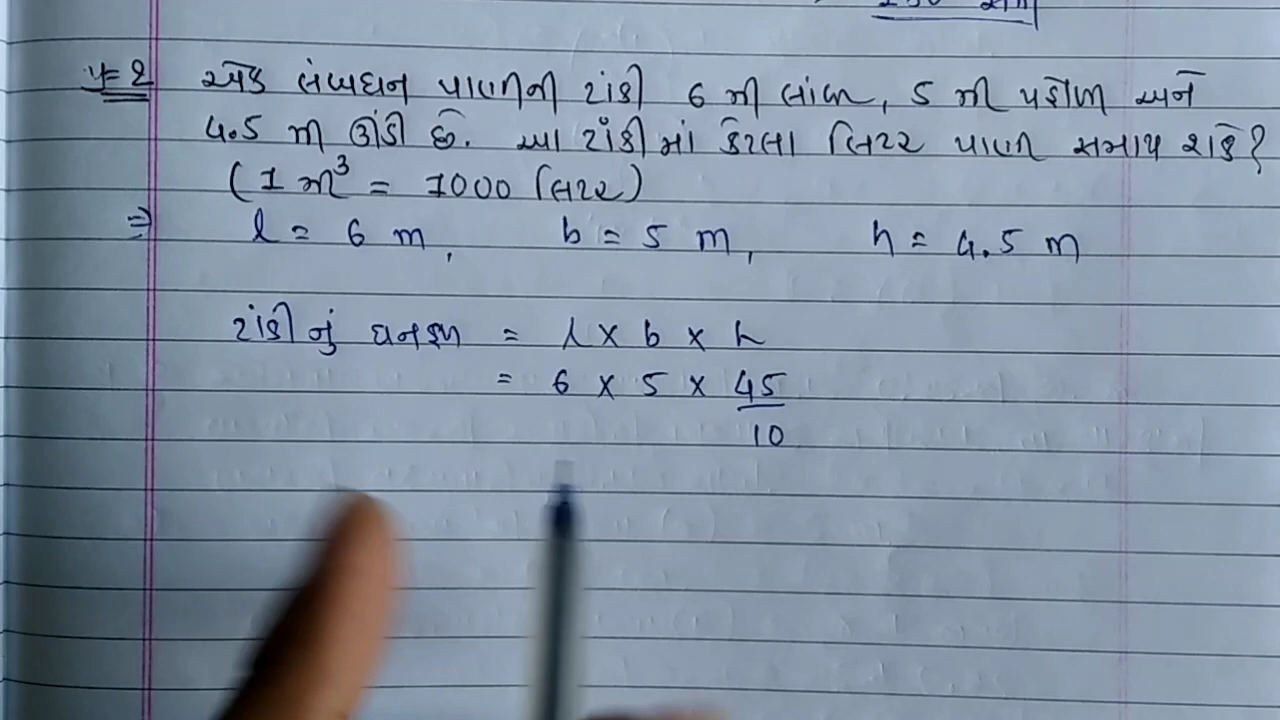 પ્ર-2 એક લંબઘન પાણીની ટાંકી 6 મી લાંબી, 5 મી પહોળી અને
4.5 મી ઊંડી છે. આ ટાંકી માં કેટલા લિટર પાણી સમાય શકે?
(1 મી³ = 1000 લિટર)
⇒ l = 6 m, b = 5 m, h = 4.5 m
ટાંકી નું ઘનફળ = l × b × h
= 6 × 5 × 45/10